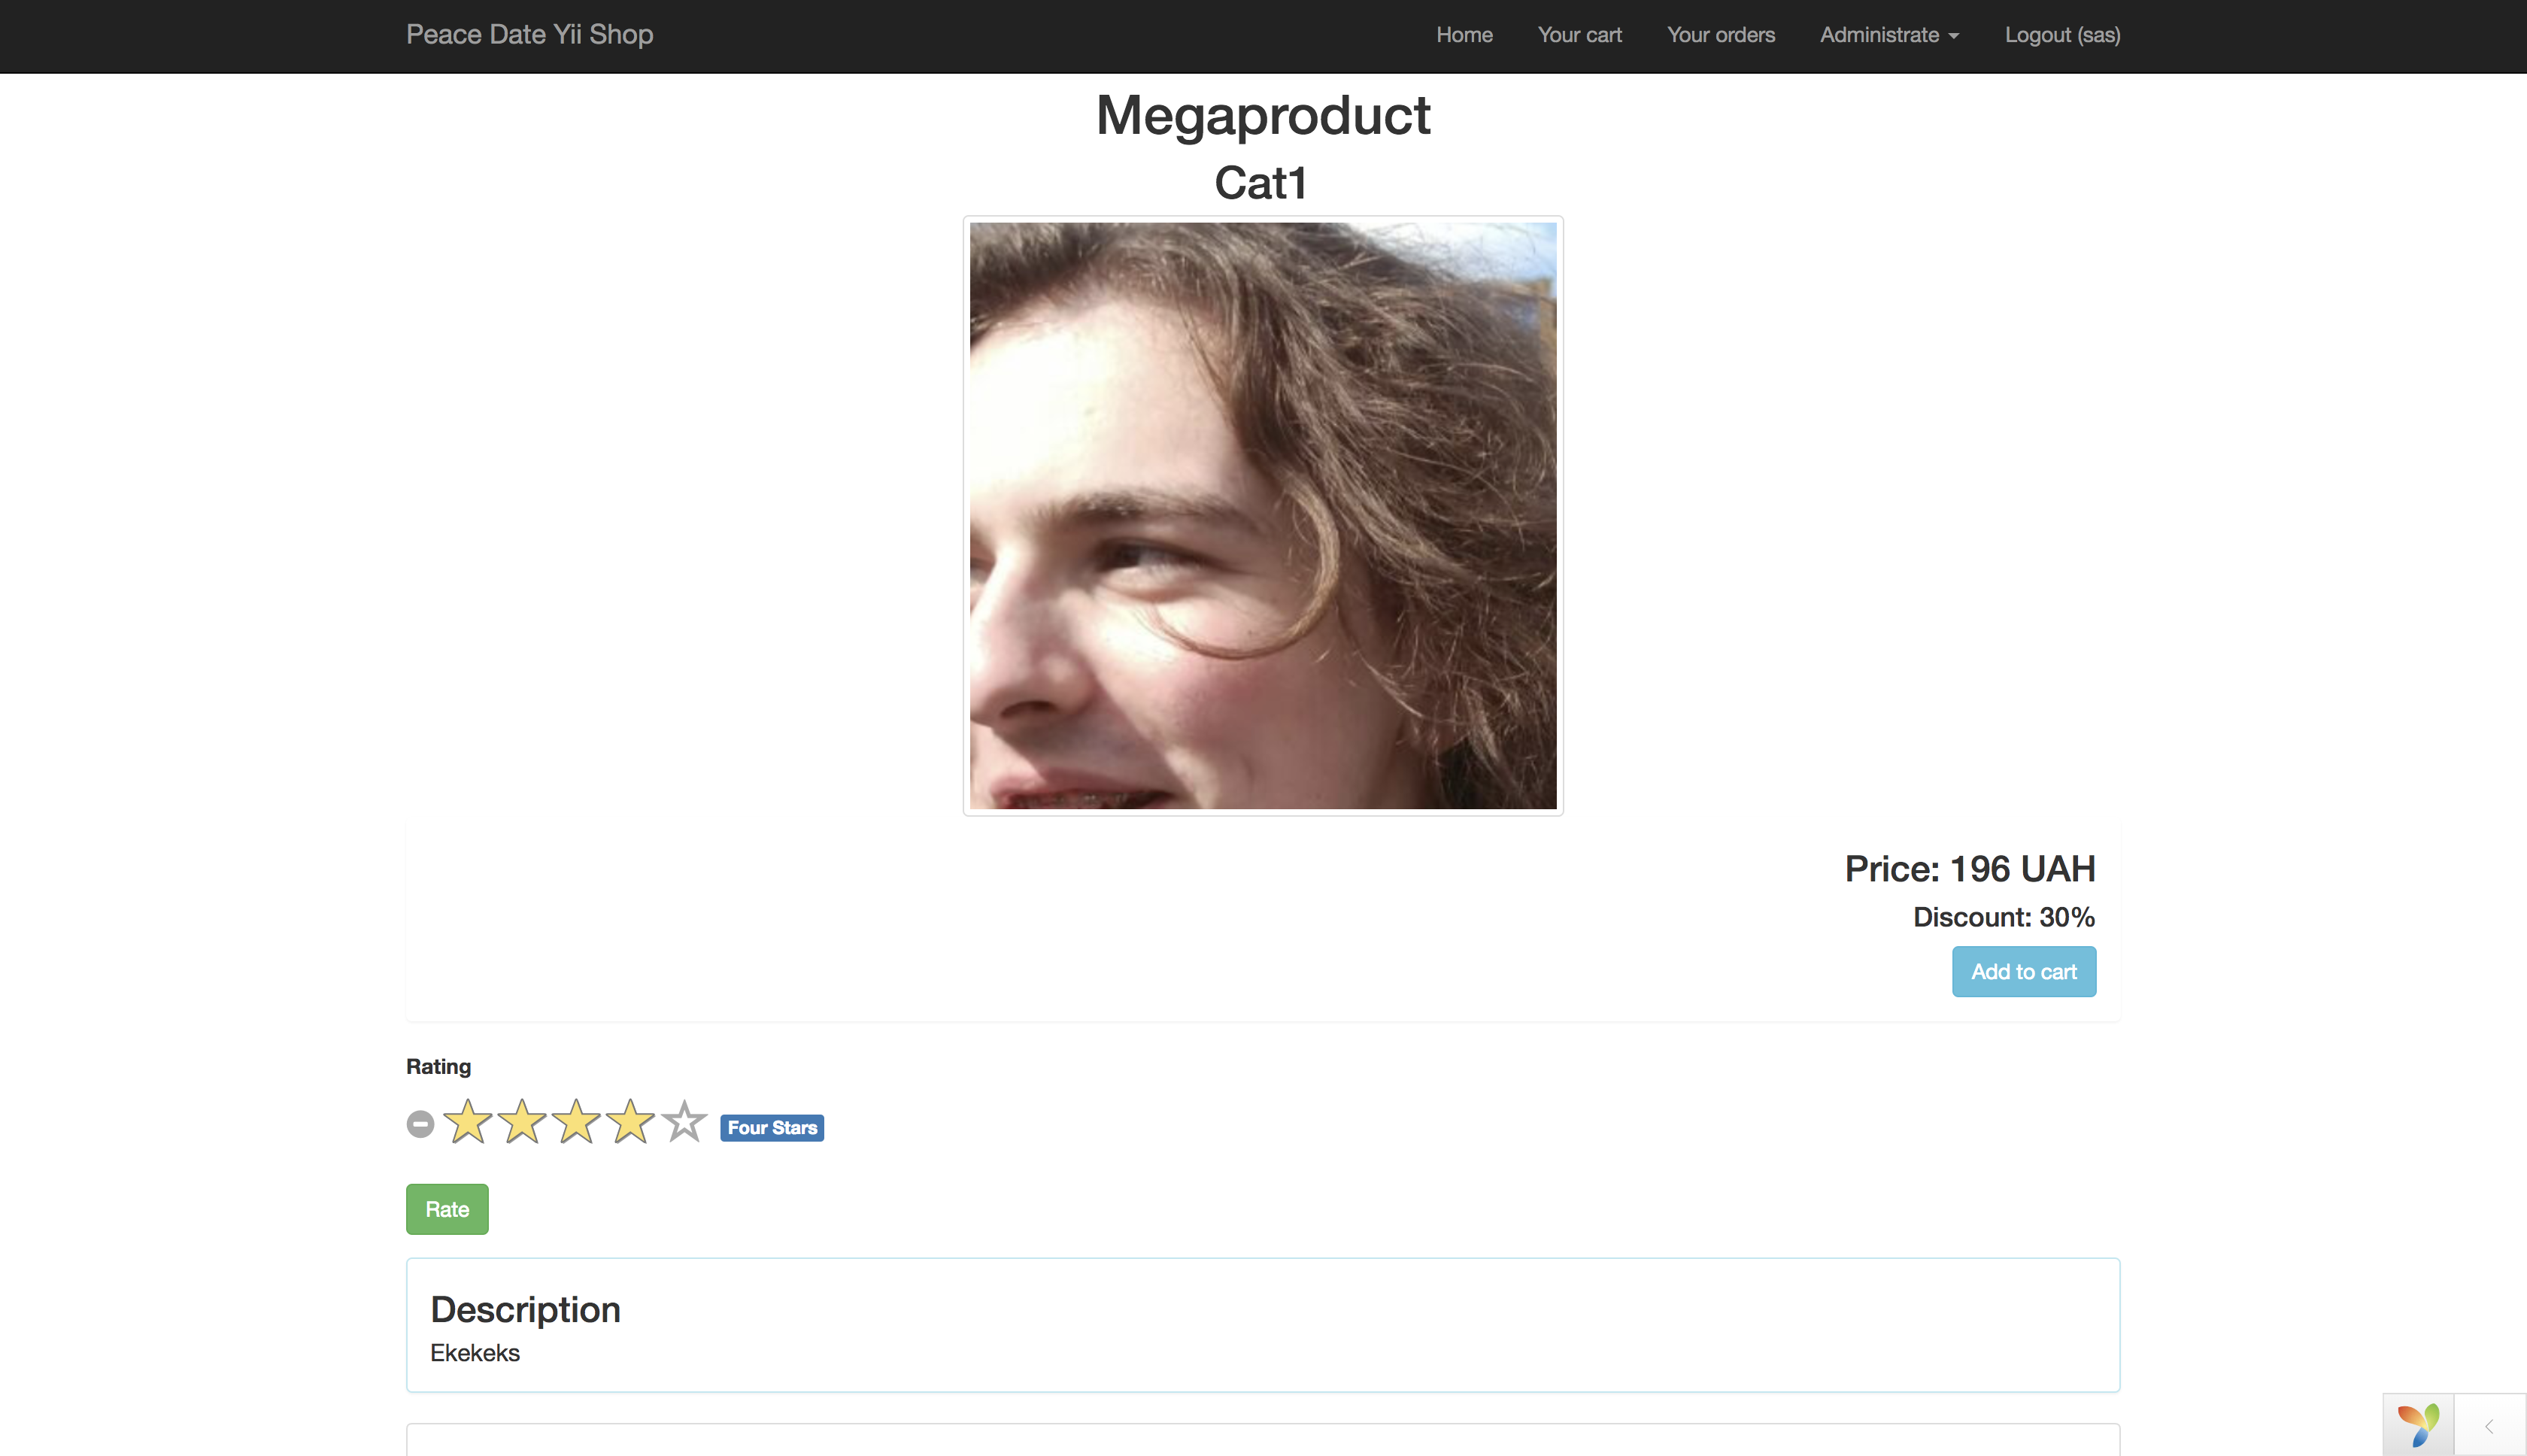 Peace Date Yii Shop
Home Your cart Your orders Administrate Logout (sas)
Megaproduct
Cat1
Price: 196 UAH
Discount: 30%
Add to cart
Rating
Four Stars
Rate
Description
Ekekeks